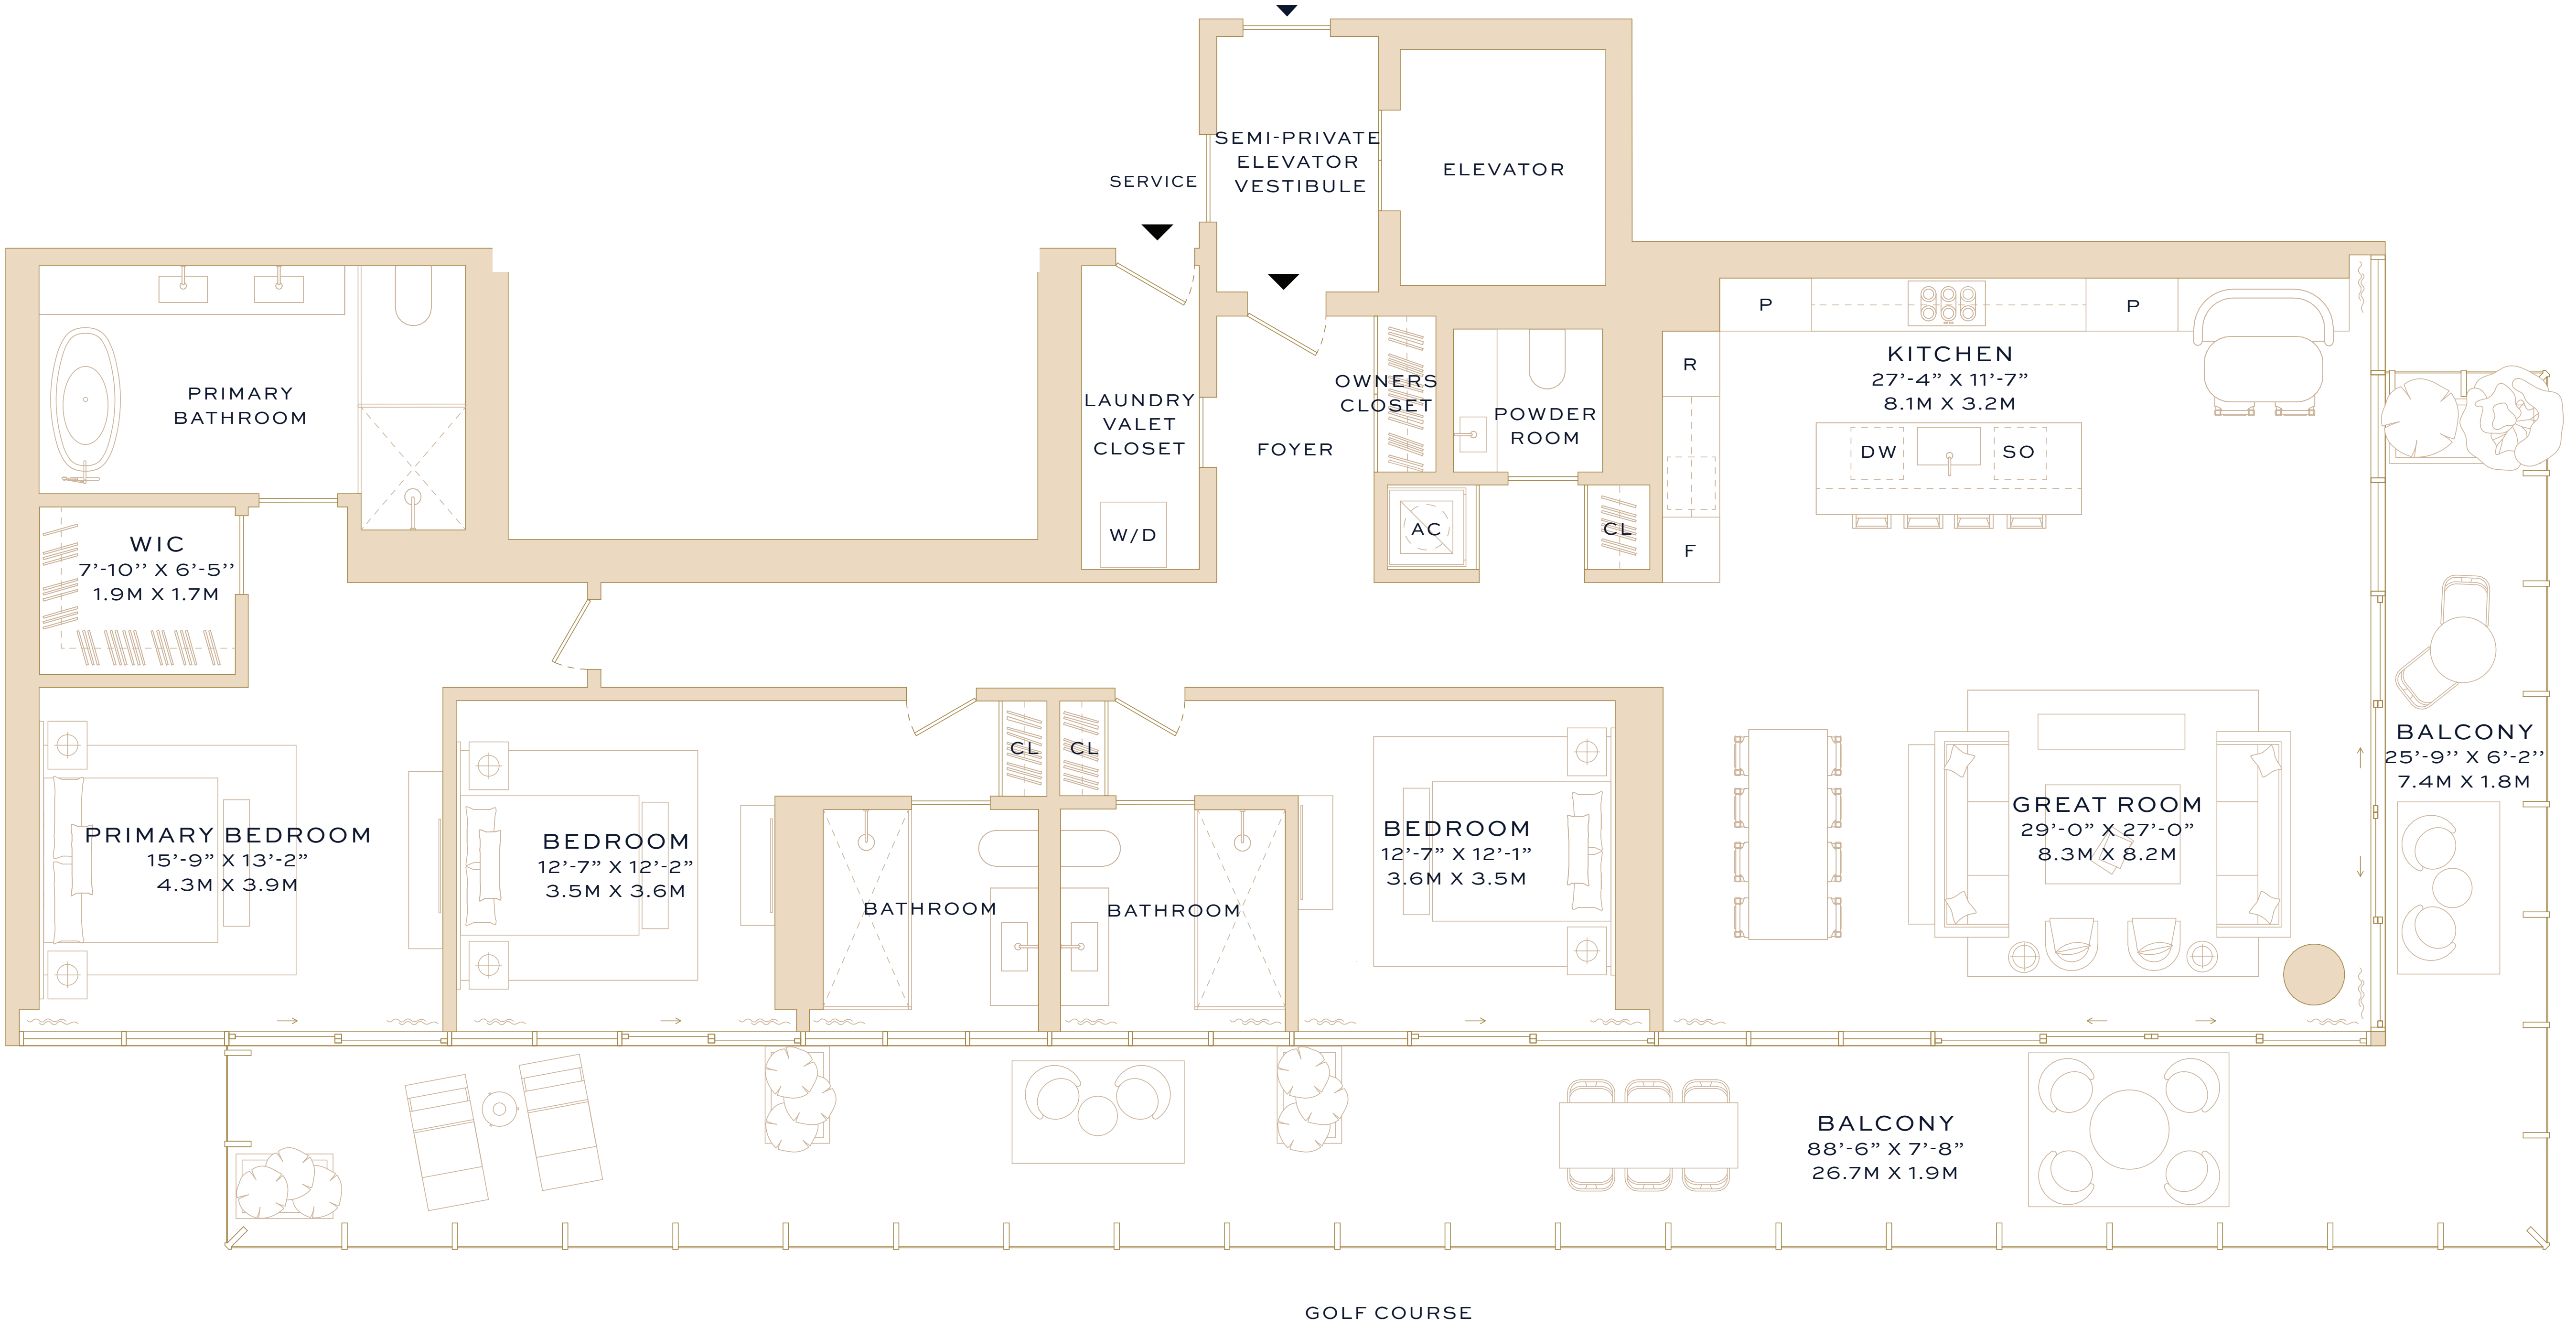 SEMI-PRIVATE
ELEVATOR
VESTIBULE
ELEVATOR
SERVICE
PRIMARY
BATHROOM
LAUNDRY
VALET
CLOSET
W/D
FOYER
OWNERS
CLOSET
POWDER
ROOM
AC
CL
P
P
R
F
KITCHEN
27’-4” X 11’-7”
8.1M X 3.2M
DW
SO
WIC
7’-10’’ X 6’-5’’
1.9M X 1.7M
PRIMARY BEDROOM
15’-9” X 13’-2”
4.3M X 3.9M
BEDROOM
12’-7” X 12’-2”
3.5M X 3.6M
CL
CL
BATHROOM
BATHROOM
BEDROOM
12’-7” X 12’-1”
3.6M X 3.5M
GREAT ROOM
29’-0” X 27’-0”
8.3M X 8.2M
BALCONY
25’-9’’ X 6’-2’’
7.4M X 1.8M
BALCONY
88’-6” X 7’-8”
26.7M X 1.9M
GOLF COURSE